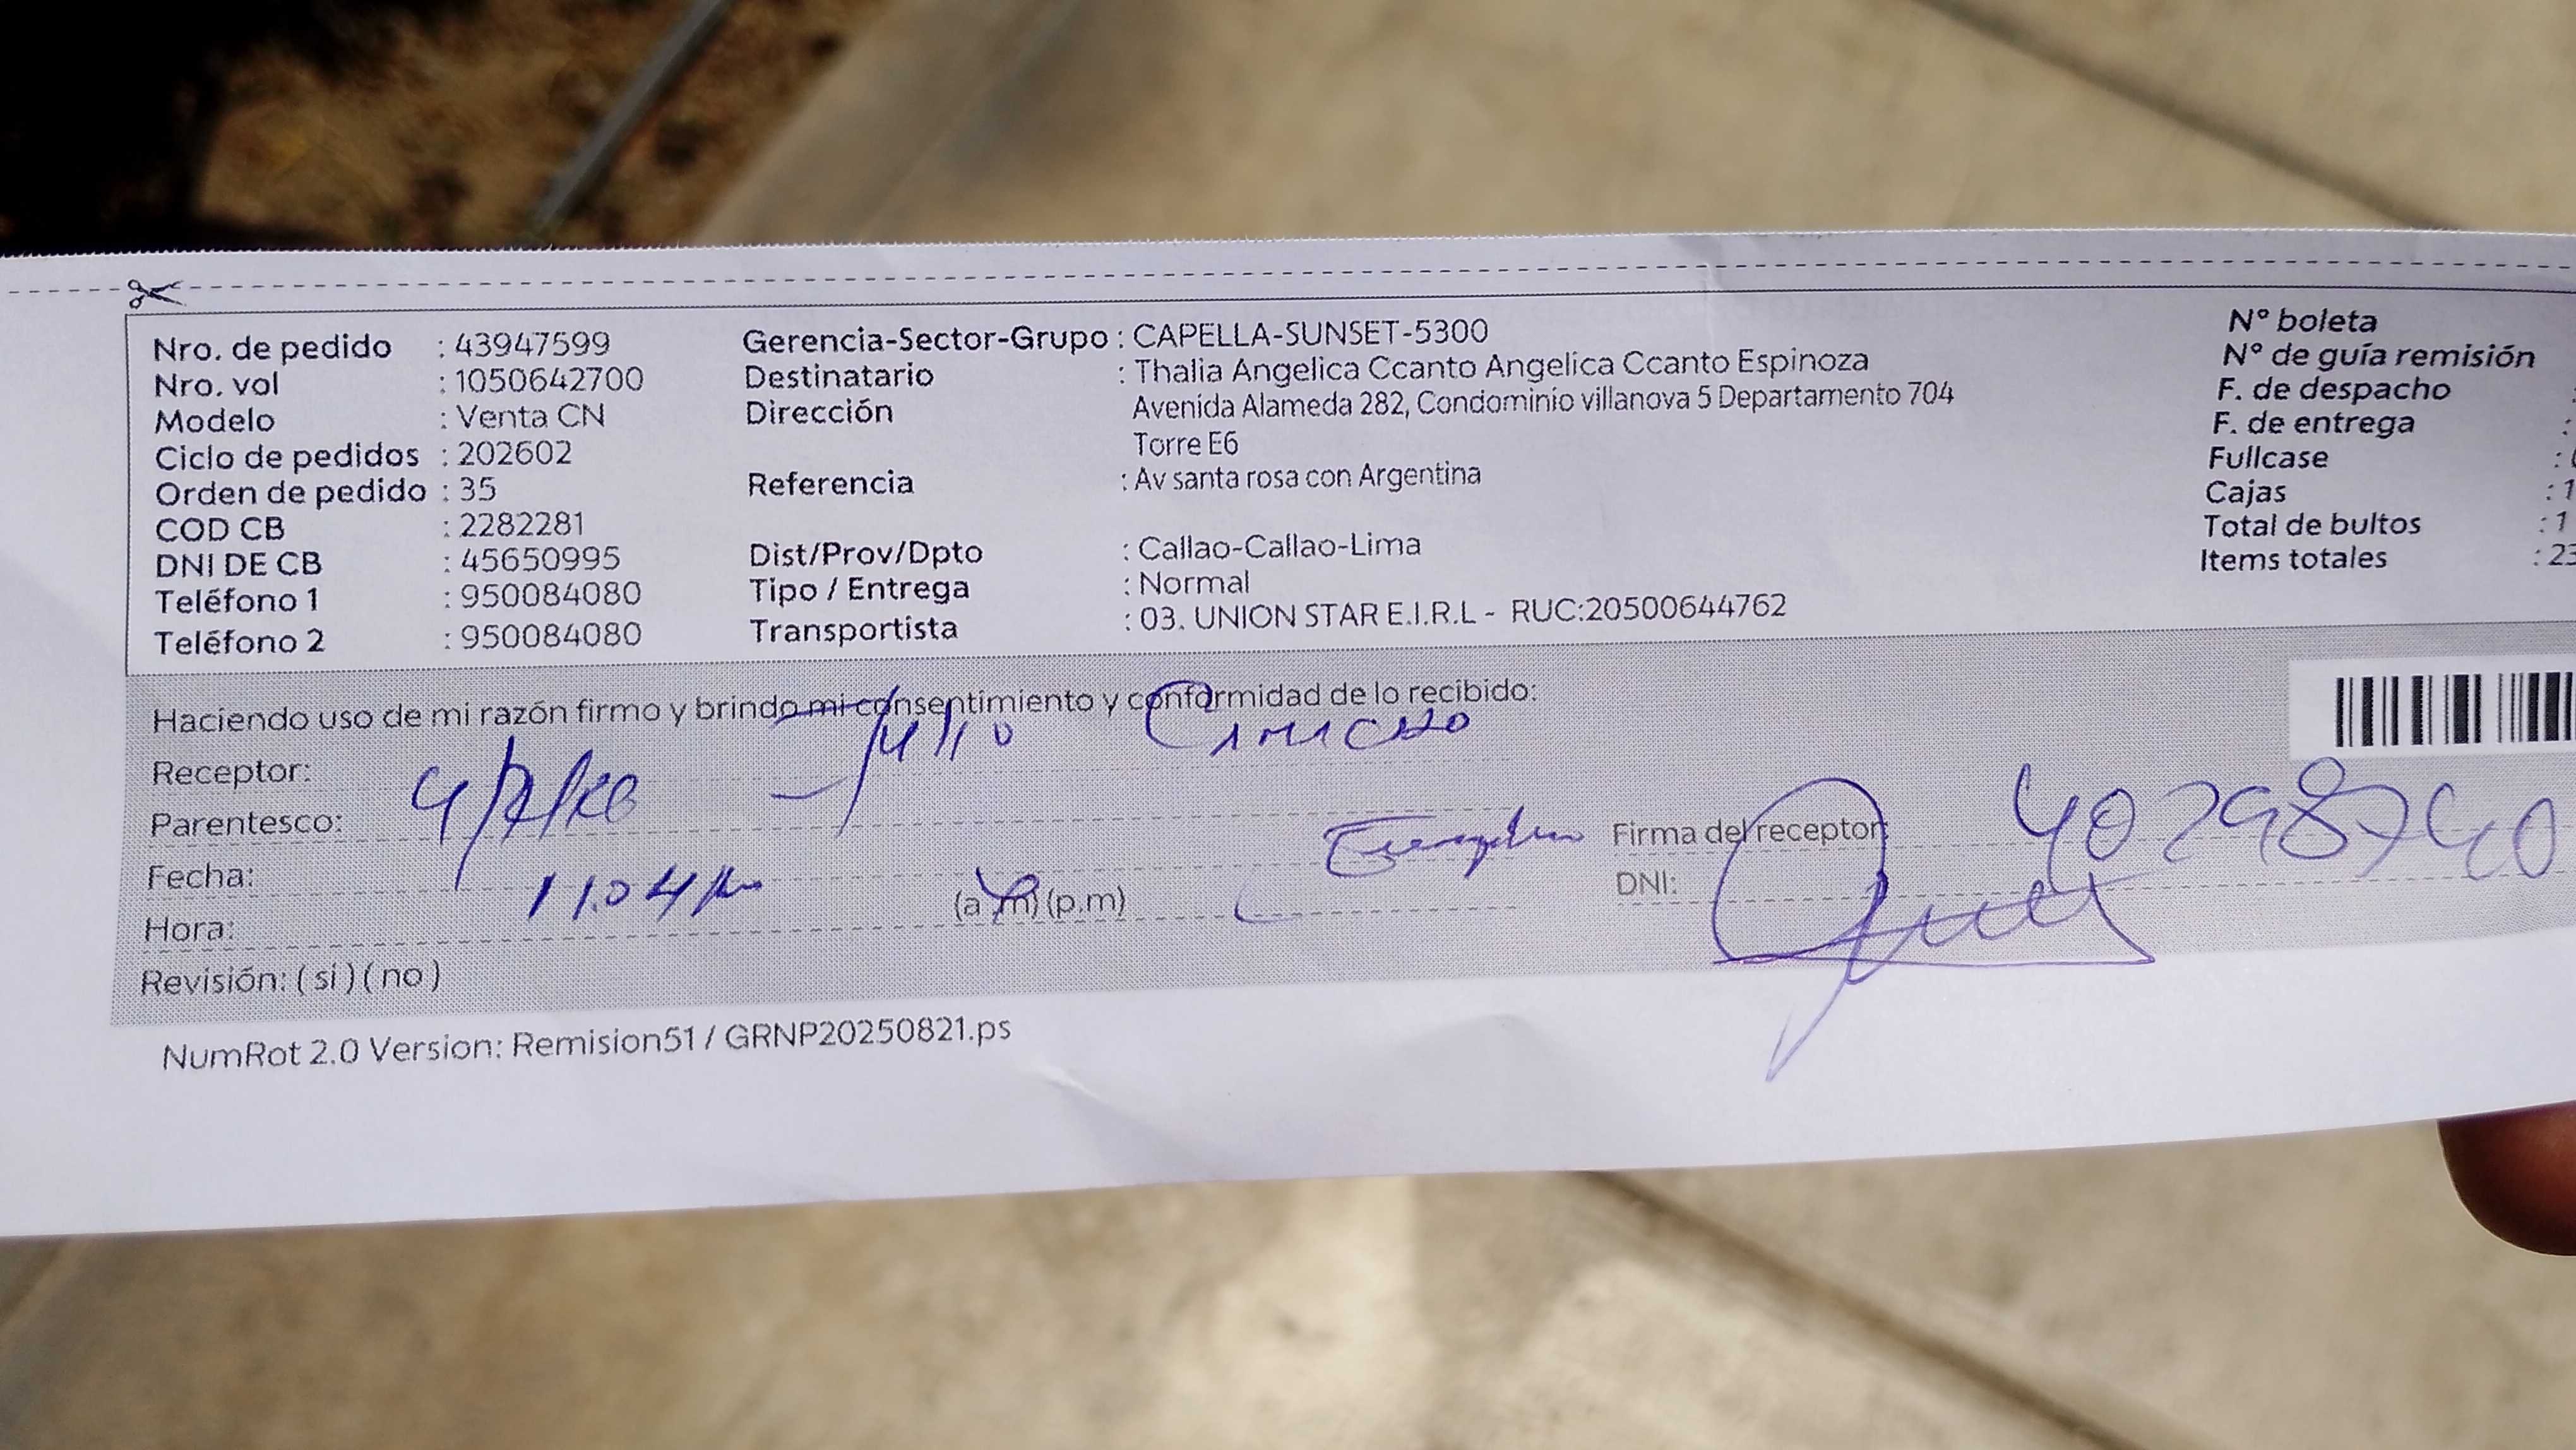 Nro. de pedido : 43947599 Gerencia-Sector-Grupo : CAPELLA-SUNSET-5300 N° boleta
Nro. vol : 1050642700 Destinatario : Thalia Angelica Ccanto Angelica Ccanto Espinoza N° de guía remisión
Modelo : Venta CN Dirección Avenida Alameda 282, Condominio villanova 5 Departamento 704 F. de despacho :
Torre E6 F. de entrega :
Ciclo de pedidos : 202602 Fullcase :
Orden de pedido : 35 Referencia : Av santa rosa con Argentina Cajas : 1
COD CB : 2282281 Total de bultos : 1
DNI DE CB : 45650995 Dist/Prov/Dpto : Callao-Callao-Lima Items totales : 23
Teléfono 1 : 950084080 Tipo / Entrega : Normal
Teléfono 2 : 950084080 Transportista : 03. UNION STAR E.I.R.L - RUC:20500644762
Haciendo uso de mi razón firmo y brindo mi consentimiento y conformidad de lo recibido:
Receptor: Julio
Parentesco: Firma del receptor: 40298740
Fecha: DNI:
Hora: 11:04 (a.m) (p.m)
Revisión: ( si ) ( no )
NumRot 2.0 Version: Remision51 / GRNP20250821.ps